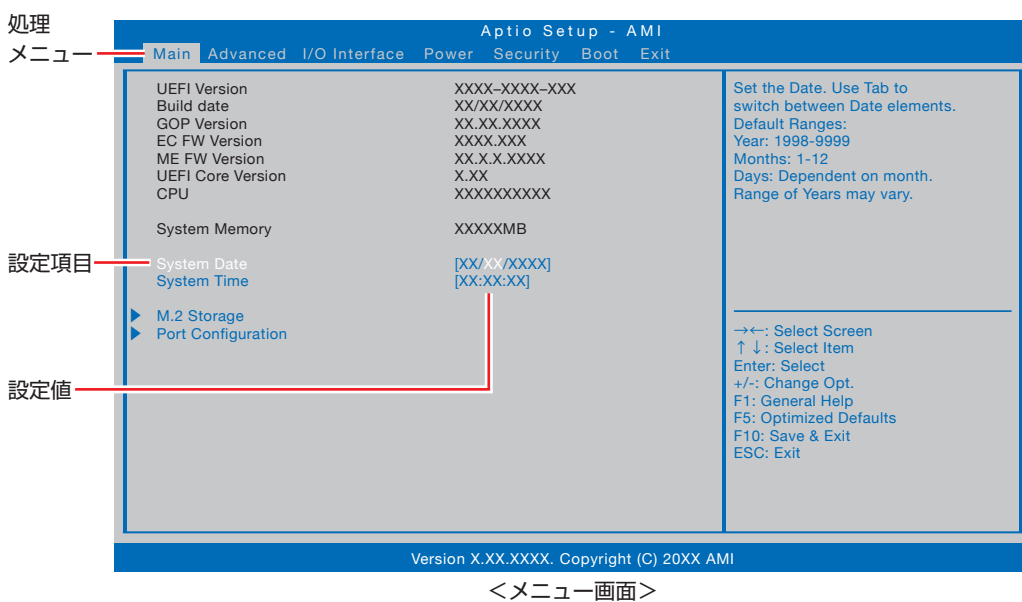 処理
メニュー
Aptio Setup - AMI
Main Advanced I/O Interface Power Security Boot Exit
UEFI Version XXXX–XXXX–XXX
Build date XX/XX/XXXX
GOP Version XX.XX.XXXX
EC FW Version XXXX.XXX
ME FW Version XX.X.X.XXXX
UEFI Core Version X.XX
CPU XXXXXXXXXX
System Memory XXXXXMB
設定項目
System Date [XX/XX/XXXX]
System Time [XX:XX:XX]
M.2 Storage
Port Configuration
設定値
Set the Date. Use Tab to
switch between Date elements.
Default Ranges:
Year: 1998-9999
Months: 1-12
Days: Dependent on month.
Range of Years may vary.
→←: Select Screen
↑↓: Select Item
Enter: Select
+/-: Change Opt.
F1: General Help
F5: Optimized Defaults
F10: Save & Exit
ESC: Exit
Version X.XX.XXXX. Copyright (C) 20XX AMI
＜メニュー画面＞